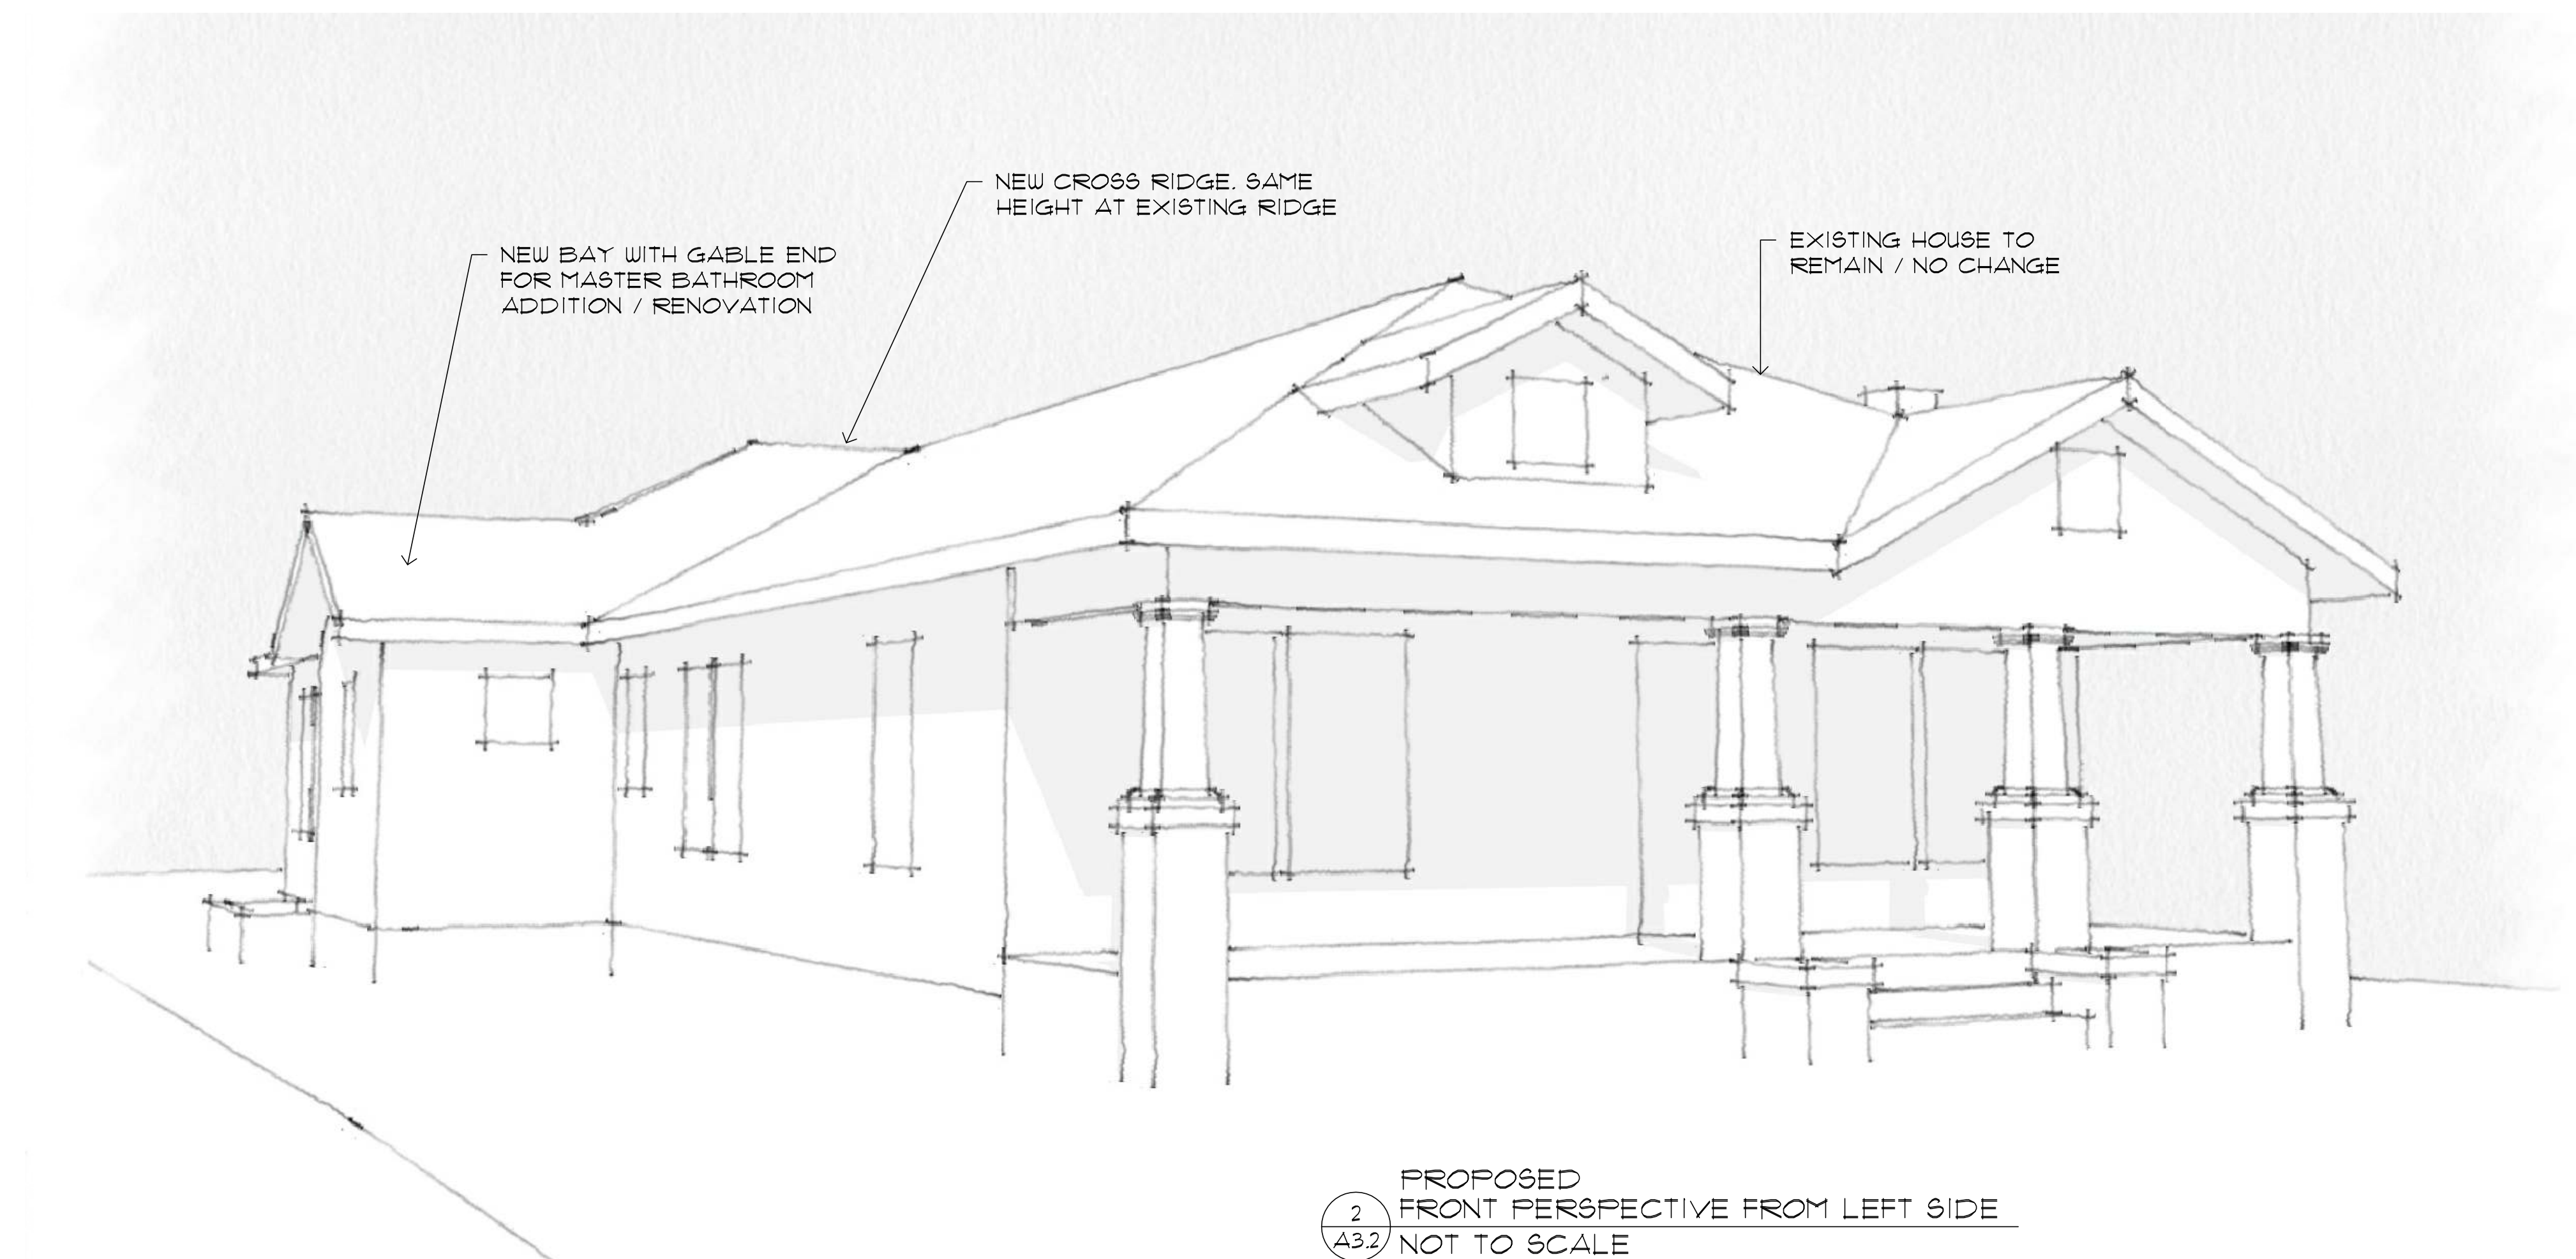 NEW CROSS RIDGE. SAME
HEIGHT AT EXISTING RIDGE
EXISTING HOUSE TO
REMAIN / NO CHANGE
NEW BAY WITH GABLE END
FOR MASTER BATHROOM
ADDITION / RENOVATION
PROPOSED
2 FRONT PERSPECTIVE FROM LEFT SIDE
A3.2 NOT TO SCALE